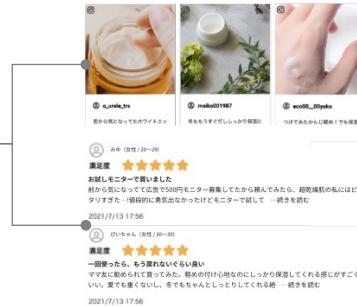 o_urele_trs
maiko001987
eco00__00yuko
前から気になってたホワイトエッ
冬ももうすぐだししっかり保湿に
つけてみたかんじ軽め！でも保湿
みゆ（女性 / 20〜29）
満足度
お試しモニターで買いました
前から気になってて広告で500円モニター募集してたから頼んでみたら、超乾燥肌の私にはピ
タリすぎた…!値段的に勇気出なかったけどモニターで試して …続きを読む
2021/7/13 17:56
ぴいちゃん（女性 / 30〜39）
満足度
一回使ったら、もう戻れないぐらい良い
ママ友に勧められて買ってみた。軽めの付け心地なのにしっかり保湿してくれる感じがすごく
いい。夏でも重くないし、冬でもちゃんとしっとりしてくれる絶 …続きを読む
2021/7/13 17:56